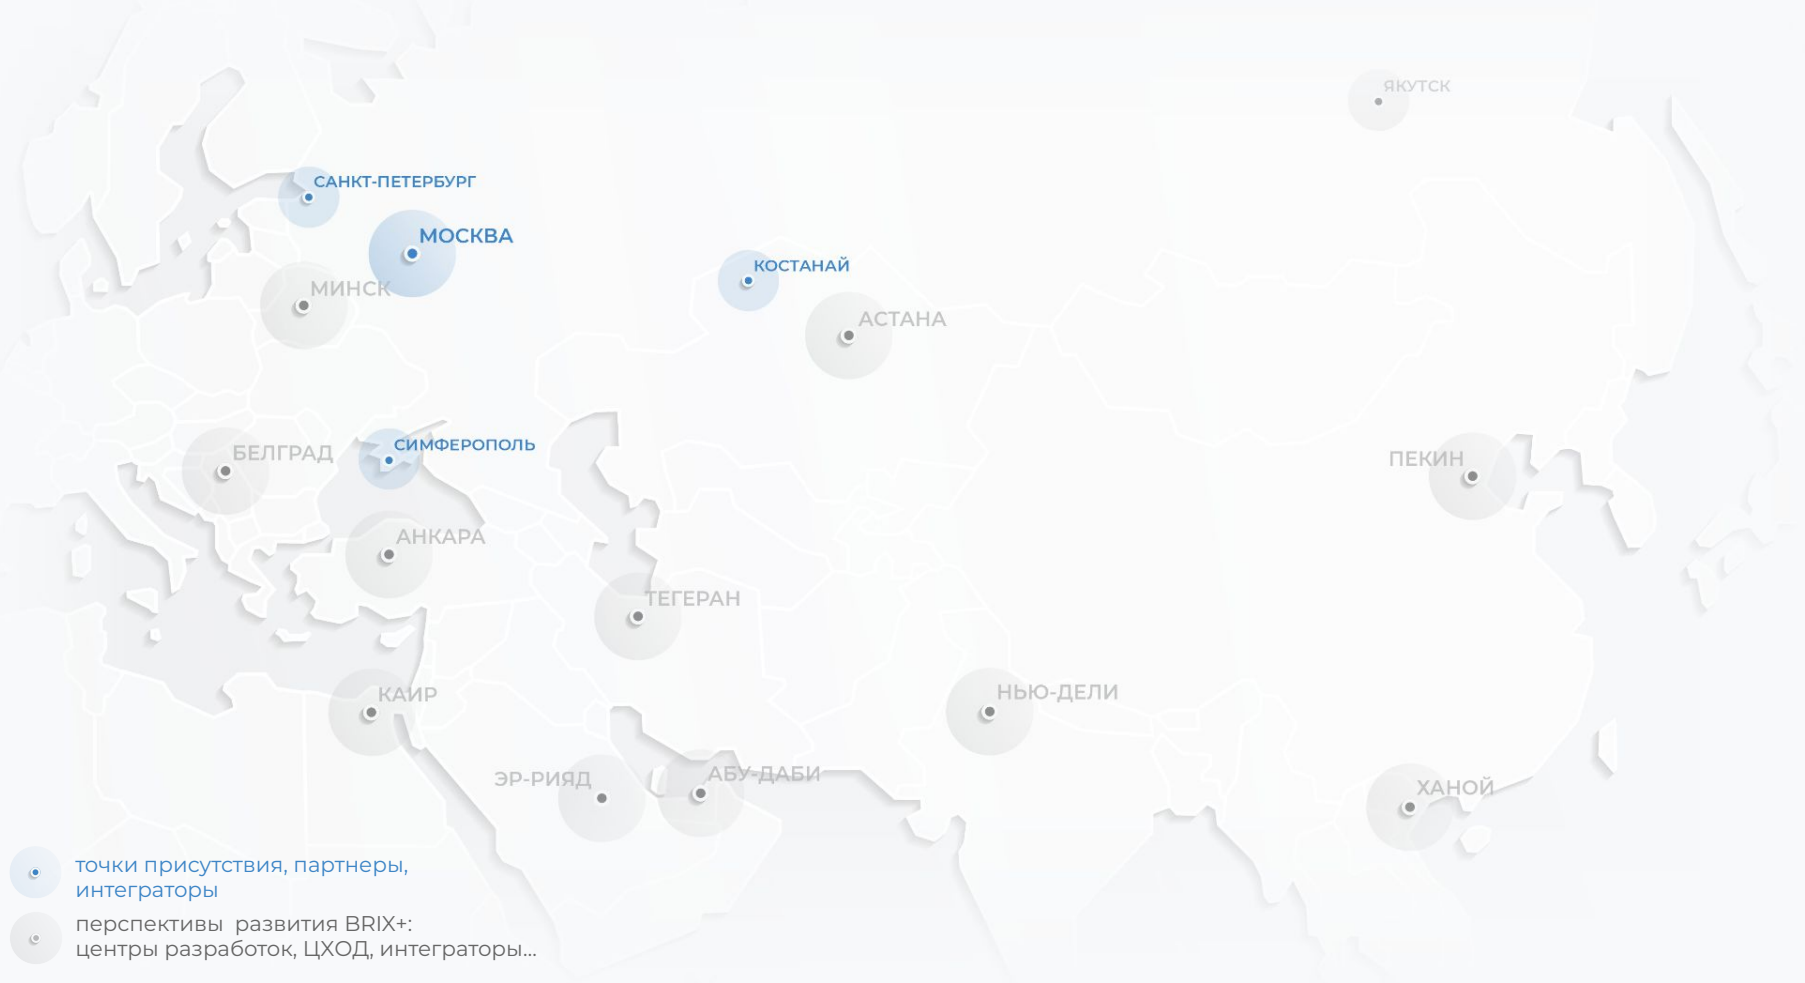 ЯКУТСК
САНКТ-ПЕТЕРБУРГ
МОСКВА
КОСТАНАЙ
МИНСК
АСТАНА
СИМФЕРОПОЛЬ
БЕЛГРАД
ПЕКИН
АНКАРА
ТЕГЕРАН
КАИР
НЬЮ-ДЕЛИ
ЭР-РИЯД
АБУ-ДАБИ
ХАНОЙ
точки присутствия, партнеры,
интеграторы
перспективы развития BRIX+:
центры разработок, ЦХОД, интеграторы...